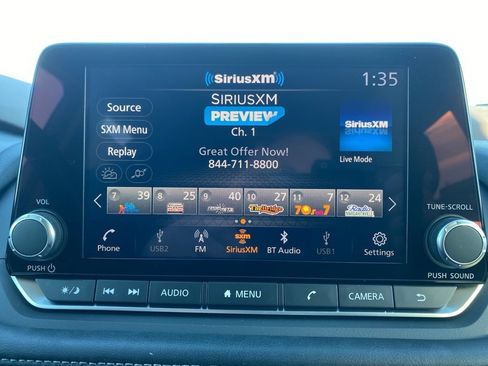 SiriusXM
1:35
Source
SIRIUSXM
PREVIEW
Ch. 1
SiriusXM
SXM Menu
Replay
Great Offer Now!
844-711-8800
Live Mode
7 39
8 25
9 40
10 27
11 7
12 24
VOL
TUNE-SCROLL
Phone
USB2
FM
sxm
SiriusXM
BT Audio
USB1
Settings
PUSH
PUSH SOUND
AUDIO
MENU
CAMERA